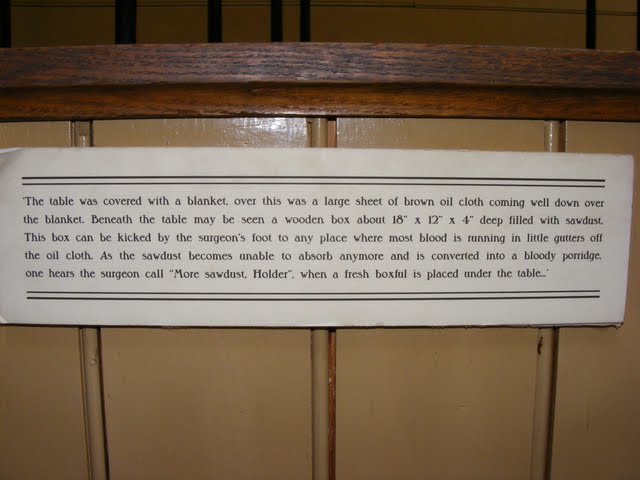 'The table was covered with a blanket, over this was a large sheet of brown oil cloth coming well down over
the blanket. Beneath the table may be seen a wooden box about 18" x 12" x 4" deep filled with sawdust.
This box can be kicked by the surgeon's foot to any place where most blood is running in little gutters off
the oil cloth. As the sawdust becomes unable to absorb anymore and is converted into a bloody porridge,
one hears the surgeon call "More sawdust, Holder", when a fresh boxful is placed under the table...'